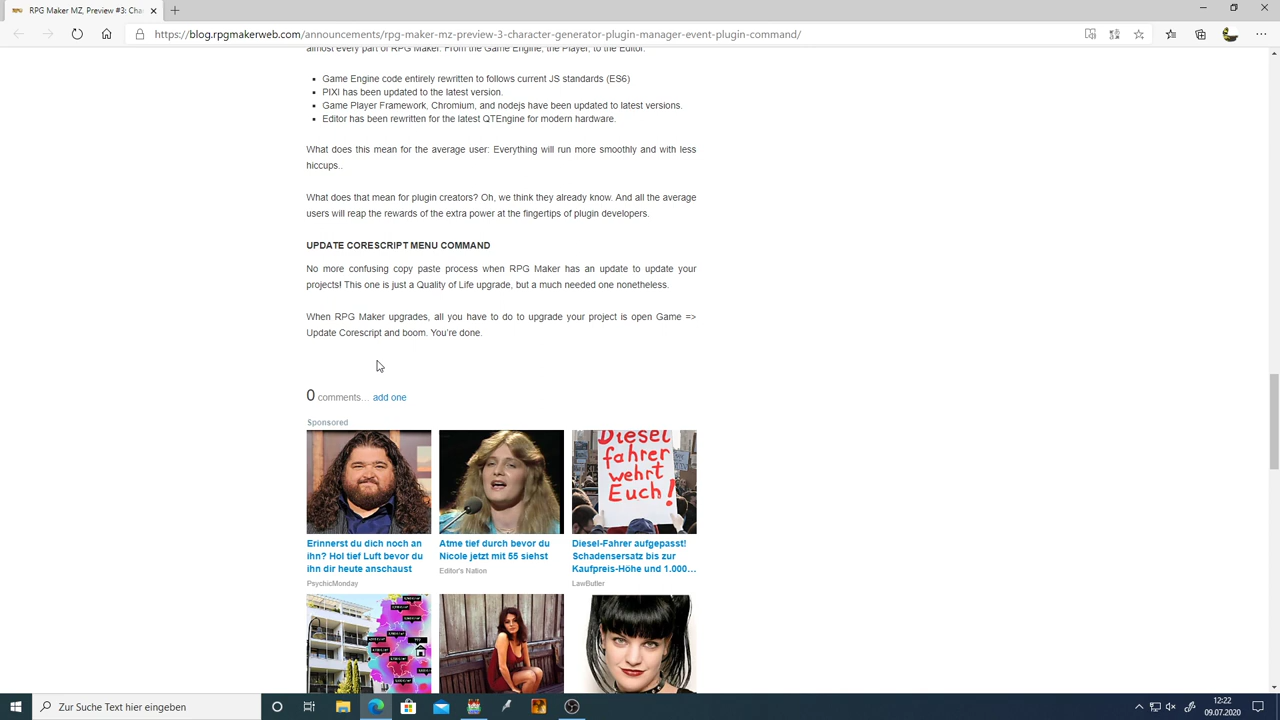 RPG Maker MZ, Preview #3: Cha
https://blog.rpgmakerweb.com/announcements/rpg-maker-mz-preview-3-character-generator-plugin-manager-event-plugin-command/
almost every part of RPG Maker. From the Game Engine, the Player, to the Editor.
Game Engine code entirely rewritten to follows current JS standards (ES6)
PIXI has been updated to the latest version.
Game Player Framework, Chromium, and nodejs have been updated to latest versions.
Editor has been rewritten for the latest QTEngine for modern hardware.
What does this mean for the average user: Everything will run more smoothly and with less
hiccups..
What does that mean for plugin creators? Oh, we think they already know. And all the average
users will reap the rewards of the extra power at the fingertips of plugin developers.
UPDATE CORESCRIPT MENU COMMAND
No more confusing copy paste process when RPG Maker has an update to update your
projects! This one is just a Quality of Life upgrade, but a much needed one nonetheless.
When RPG Maker upgrades, all you have to do to upgrade your project is open Game =>
Update Corescript and boom. You're done.
0 comments... add one
Sponsored
Diesel
fahrer
wehrt
Euch!
Erinnerst du dich noch an
ihn? Hol tief Luft bevor du
ihn dir heute anschaust
PsychicMonday
Atme tief durch bevor du
Nicole jetzt mit 55 siehst
Editor's Nation
Diesel-Fahrer aufgepasst!
Schadensersatz bis zur
Kaufpreis-Höhe und 1.000...
LawButler
Zur Suche Text hier eingeben
12:22
09.07.2020